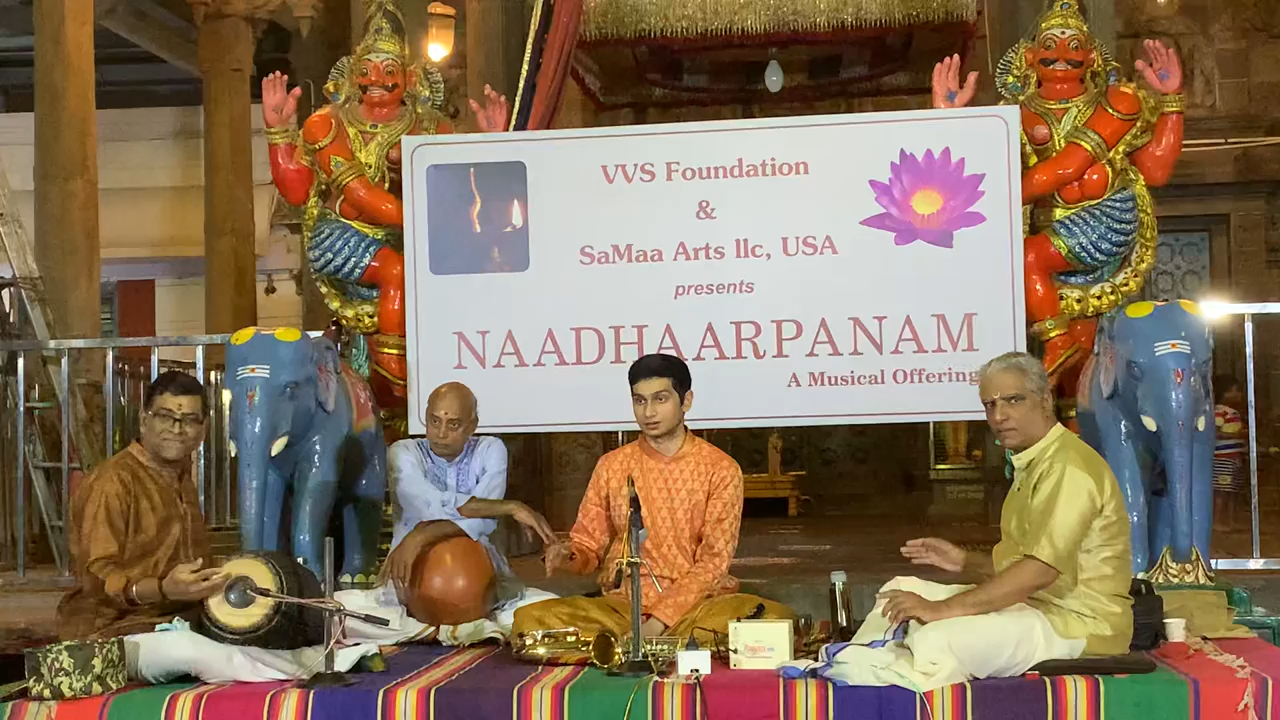 VVS Foundation
&
SaMaa Arts llc, USA
presents
NAADHAARPANAM
A Musical Offering